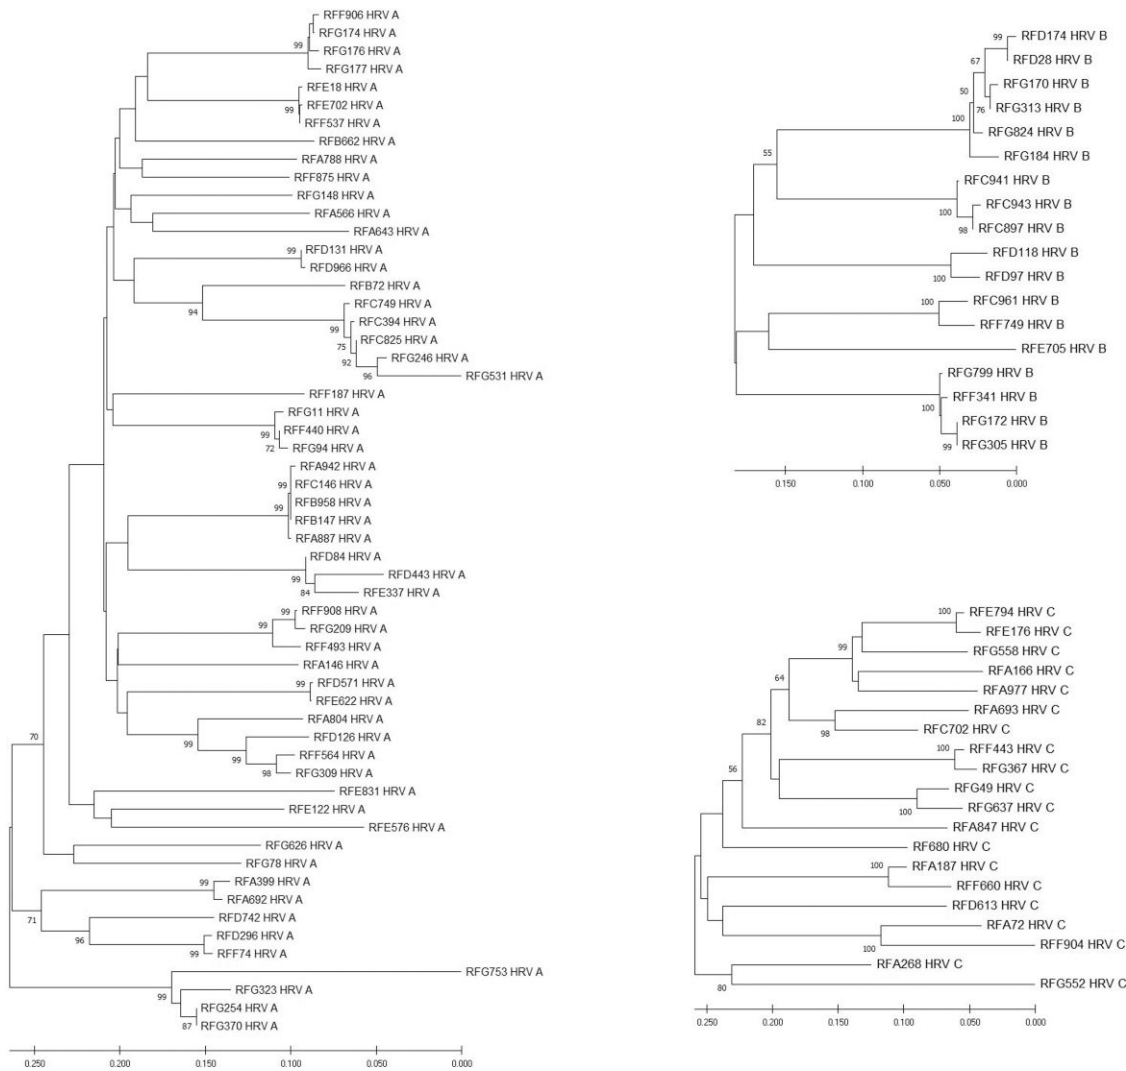 RFF906 HRV A
RFG174 HRV A
99
RFG176 HRV A
RFG177 HRV A
RFE18 HRV A
RFE702 HRV A
99
RFF537 HRV A
RFB662 HRV A
RFA788 HRV A
RFF875 HRV A
RFG148 HRV A
RFA566 HRV A
RFA643 HRV A
99
RFD131 HRV A
RFD966 HRV A
RFB72 HRV A
94
RFC749 HRV A
99
RFC394 HRV A
75
RFC825 HRV A
92
RFG246 HRV A
96
RFG531 HRV A
RFF187 HRV A
RFG11 HRV A
99
RFF440 HRV A
72
RFG94 HRV A
RFA942 HRV A
99
RFC146 HRV A
99
RFB958 HRV A
RFB147 HRV A
RFA887 HRV A
RFD84 HRV A
99
RFD443 HRV A
84
RFE337 HRV A
99
RFF908 HRV A
99
RFG209 HRV A
RFF493 HRV A
RFA146 HRV A
99
RFD571 HRV A
RFE622 HRV A
RFA804 HRV A
99
RFD126 HRV A
99
RFF564 HRV A
98
RFG309 HRV A
70
RFE831 HRV A
RFE122 HRV A
RFE576 HRV A
RFG626 HRV A
RFG78 HRV A
99
RFA399 HRV A
RFA692 HRV A
71
RFD742 HRV A
96
RFD296 HRV A
99
RFF74 HRV A
RFG753 HRV A
99
RFG323 HRV A
RFG254 HRV A
87
RFG370 HRV A
0.250 0.200 0.150 0.100 0.050 0.000
99
RFD174 HRV B
67
RFD28 HRV B
50
RFG170 HRV B
76
RFG313 HRV B
100
RFG824 HRV B
55
RFG184 HRV B
RFC941 HRV B
100
RFC943 HRV B
98
RFC897 HRV B
RFD118 HRV B
100
RFD97 HRV B
100
RFC961 HRV B
RFF749 HRV B
RFE705 HRV B
RFG799 HRV B
100
RFF341 HRV B
RFG172 HRV B
99
RFG305 HRV B
0.150 0.100 0.050 0.000
100
RFE794 HRV C
RFE176 HRV C
99
RFG558 HRV C
RFA166 HRV C
64
RFA977 HRV C
RFA693 HRV C
82
98
RFC702 HRV C
100
RFF443 HRV C
56
RFG367 HRV C
RFG49 HRV C
100
RFG637 HRV C
RFA847 HRV C
RF680 HRV C
100
RFA187 HRV C
RFF660 HRV C
RFD613 HRV C
RFA72 HRV C
100
RFF904 HRV C
RFA268 HRV C
80
RFG552 HRV C
0.250 0.200 0.150 0.100 0.050 0.000